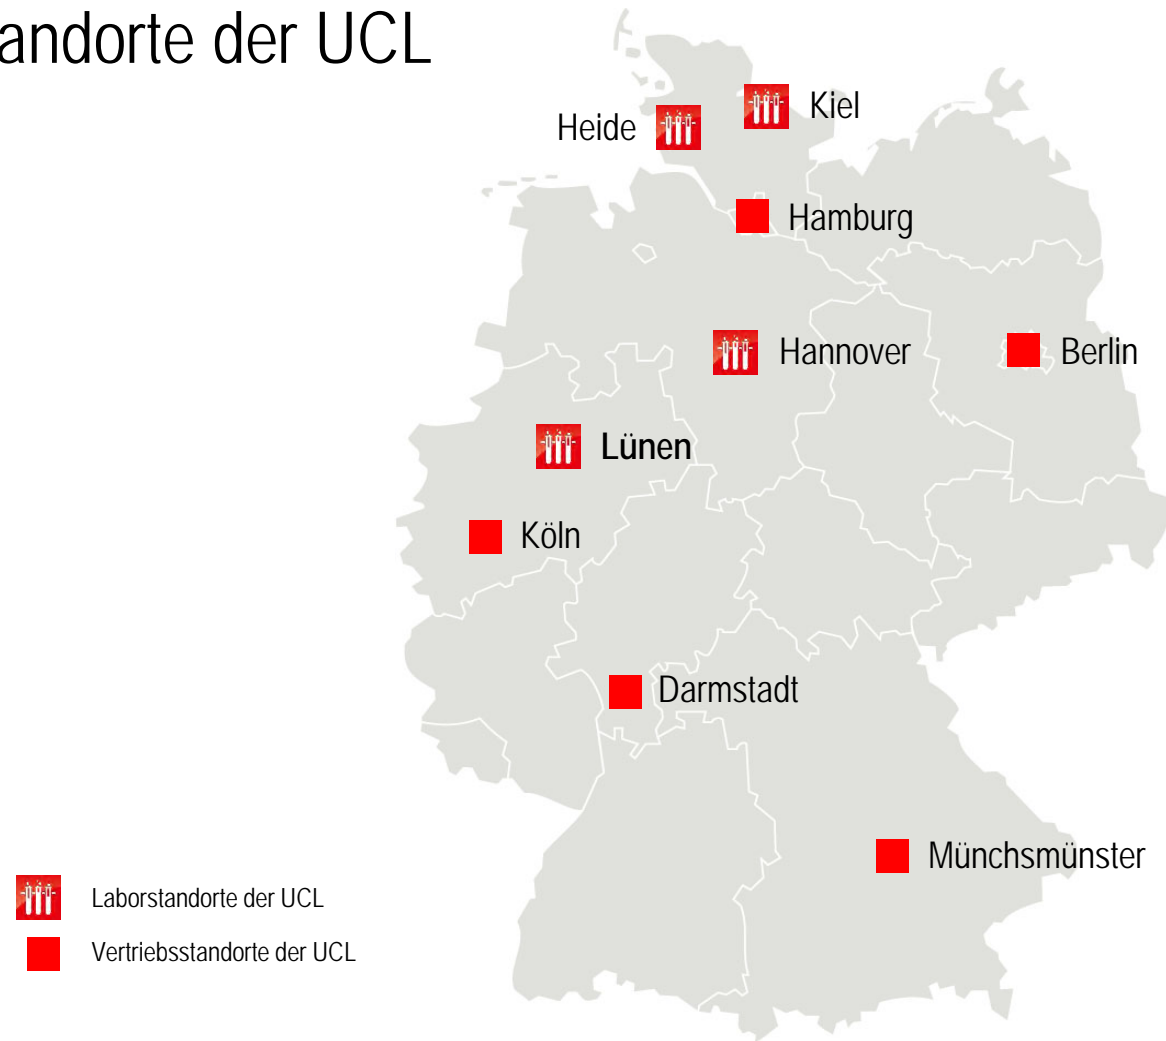 andorte der UCL
Kiel
Heide
Hamburg
Hannover
Berlin
Lünen
Köln
Darmstadt
Münchsmünster
Laborstandorte der UCL
Vertriebsstandorte der UCL